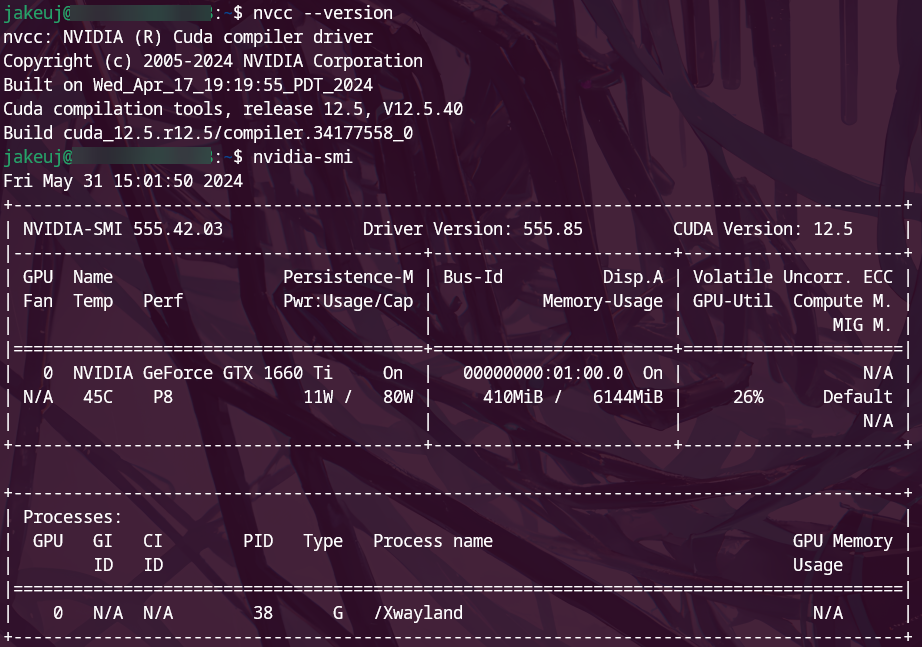 jakeuj@ :~$ nvcc --version
nvcc: NVIDIA (R) Cuda compiler driver
Copyright (c) 2005-2024 NVIDIA Corporation
Built on Wed_Apr_17_19:19:55_PDT_2024
Cuda compilation tools, release 12.5, V12.5.40
Build cuda_12.5.r12.5/compiler.34177558_0
jakeuj@ :~$ nvidia-smi
Fri May 31 15:01:50 2024
+-----------------------------------------------------------------------------------------+
| NVIDIA-SMI 555.42.03              Driver Version: 555.85         CUDA Version: 12.5     |
|-----------------------------------------+------------------------+----------------------+
| GPU  Name                 Persistence-M | Bus-Id          Disp.A | Volatile Uncorr. ECC |
| Fan  Temp   Perf          Pwr:Usage/Cap |           Memory-Usage | GPU-Util  Compute M. |
|                                         |                        |               MIG M. |
|=========================================+========================+======================|
|   0  NVIDIA GeForce GTX 1660 Ti     On  |   00000000:01:00.0  On |                  N/A |
| N/A   45C    P8             11W /   80W |     410MiB /   6144MiB |     26%      Default |
|                                         |                        |                  N/A |
+-----------------------------------------+------------------------+----------------------+
+-----------------------------------------------------------------------------------------+
| Processes:                                                                              |
|  GPU   GI   CI        PID   Type   Process name                              GPU Memory |
|        ID   ID                                                               Usage      |
|=========================================================================================|
|    0   N/A  N/A        38      G   /Xwayland                                   N/A      |
+-----------------------------------------------------------------------------------------+